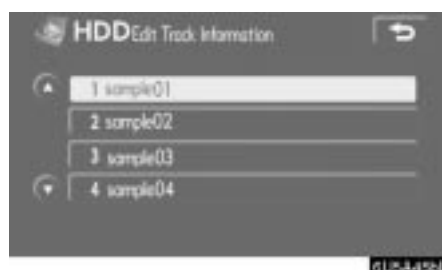 HDD Edit Track Information
1 sample01
2 sample02
3 sample03
4 sample04